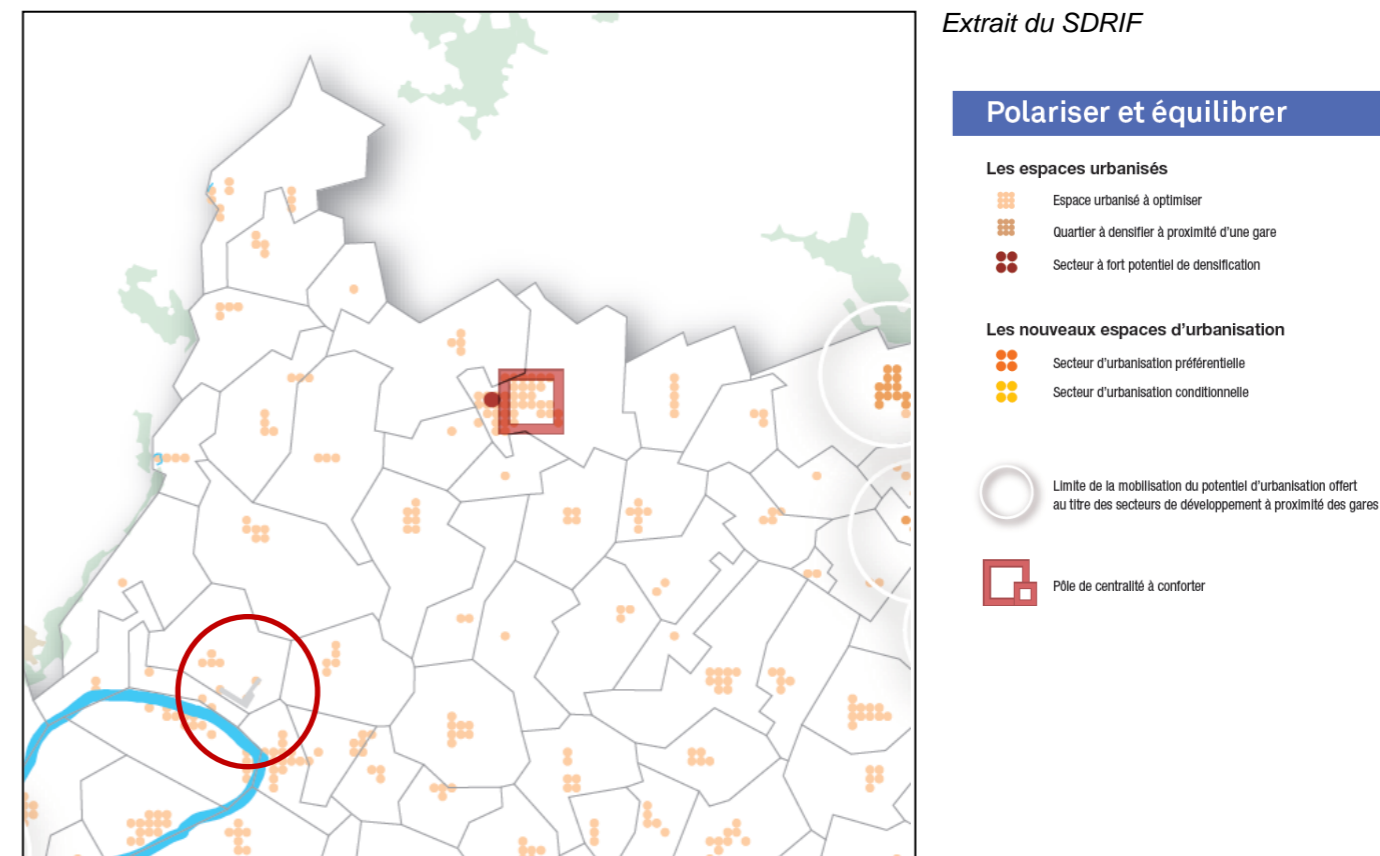 Extrait du SDRIF
Polariser et équilibrer
Les espaces urbanisés
Espace urbanisé à optimiser
Quartier à densifier à proximité d'une gare
Secteur à fort potentiel de densification
Les nouveaux espaces d'urbanisation
Secteur d'urbanisation préférentielle
Secteur d'urbanisation conditionnelle
Limite de la mobilisation du potentiel d'urbanisation offert
au titre des secteurs de développement à proximité des gares
Pôle de centralité à conforter